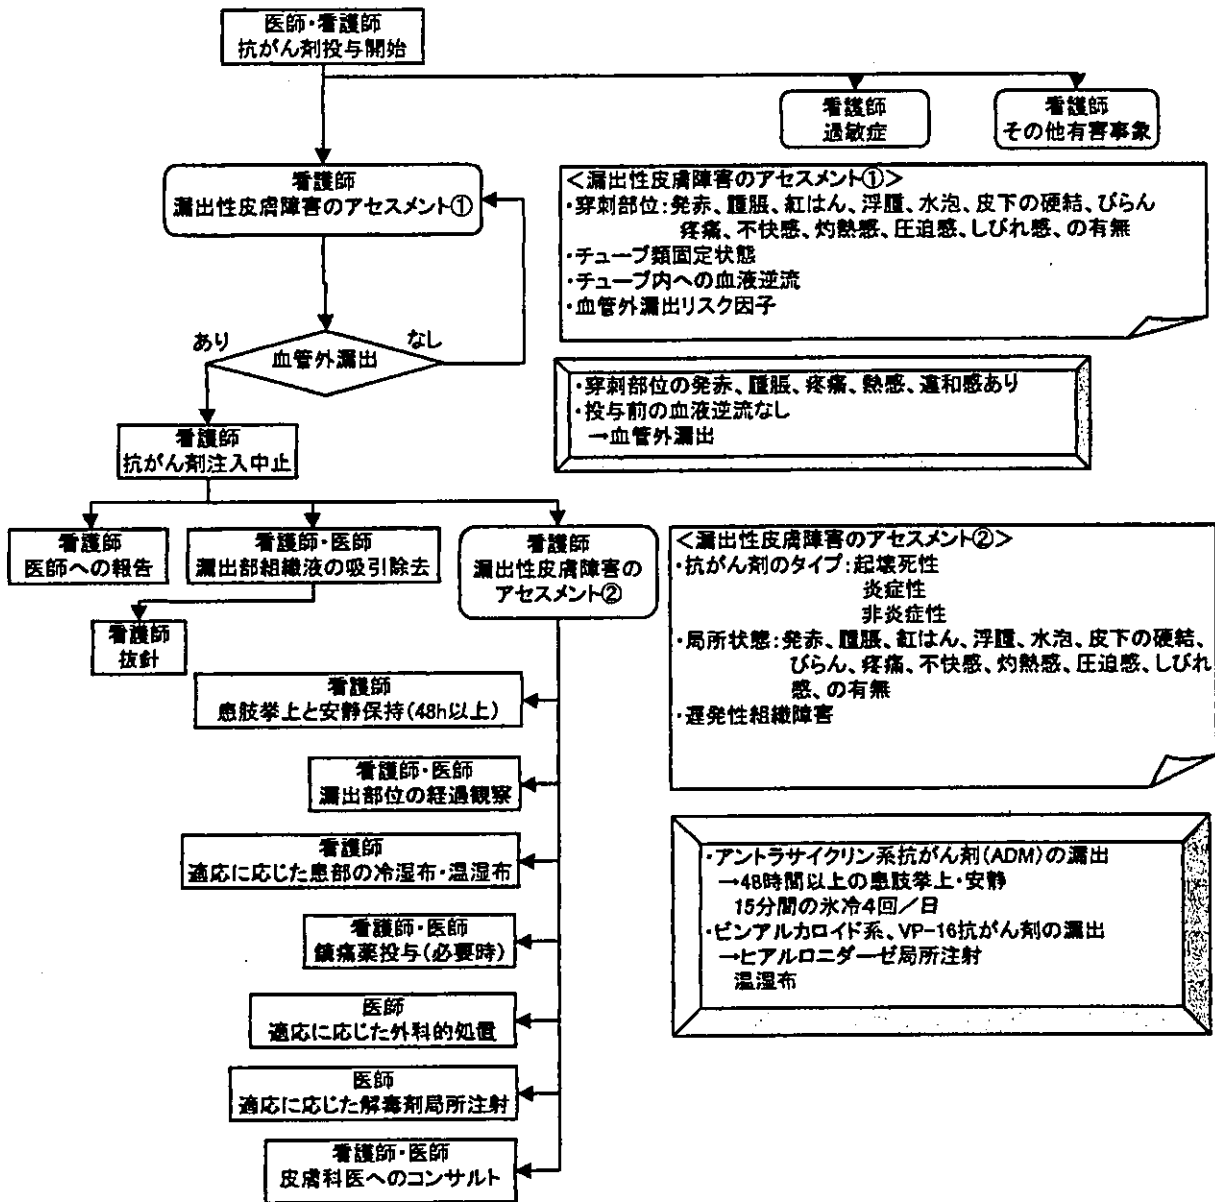 医師・看護師
抗がん剤投与開始
看護師
過敏症
看護師
その他有害事象
看護師
漏出性皮膚障害のアセスメント①
<漏出性皮膚障害のアセスメント①>
・穿刺部位:発赤、腫脹、紅はん、浮腫、水泡、皮下の硬結、びらん
疼痛、不快感、灼熱感、圧迫感、しびれ感、の有無
・チューブ類固定状態
・チューブ内への血液逆流
・血管外漏出リスク因子
あり
血管外漏出
なし
・穿刺部位の発赤、腫脹、疼痛、熱感、違和感あり
・投与前の血液逆流なし
→血管外漏出
看護師
抗がん剤注入中止
看護師
医師への報告
看護師・医師
漏出部組織液の吸引除去
看護師
漏出性皮膚障害の
アセスメント②
看護師
抜針
<漏出性皮膚障害のアセスメント②>
・抗がん剤のタイプ:起壊死性
炎症性
非炎症性
・局所状態:発赤、腫脹、紅はん、浮腫、水泡、皮下の硬結、
びらん、疼痛、不快感、灼熱感、圧迫感、しびれ
感、の有無
・遅発性組織障害
看護師
患肢挙上と安静保持(48h以上)
看護師・医師
漏出部位の経過観察
看護師
適応に応じた患部の冷湿布・温湿布
看護師・医師
鎮痛薬投与(必要時)
医師
適応に応じた外科的処置
医師
適応に応じた解毒剤局所注射
看護師・医師
皮膚科医へのコンサルト
・アントラサイクリン系抗がん剤(ADM)の漏出
→48時間以上の患肢挙上・安静
15分間の氷冷4回/日
・ビンアルカロイド系、VP-16抗がん剤の漏出
→ヒアルロニダーゼ局所注射
温湿布